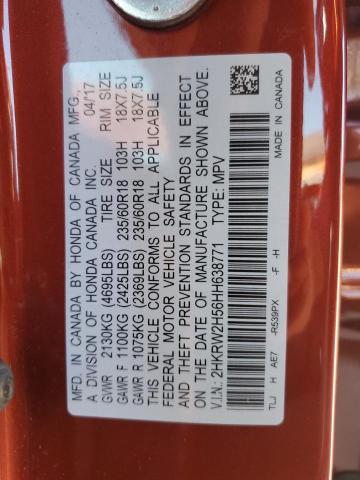 MFD. IN CANADA BY HONDA OF CANADA MFG.,
A DIVISION OF HONDA CANADA INC. 04/17
GVWR 2130KG (4695LBS) TIRE SIZE RIM SIZE
GAWR F 1100KG (2425LBS) 235/60R18 103H 18X7.5J
GAWR R 1075KG (2369LBS) 235/60R18 103H 18X7.5J
THIS VEHICLE CONFORMS TO ALL APPLICABLE
FEDERAL MOTOR VEHICLE SAFETY
AND THEFT PREVENTION STANDARDS IN EFFECT
ON THE DATE OF MANUFACTURE SHOWN ABOVE.
V.I.N.: 2HKRW2H56HH638771 TYPE: MPV
TLJ H AE7 -R539PX -F -H MADE IN CANADA